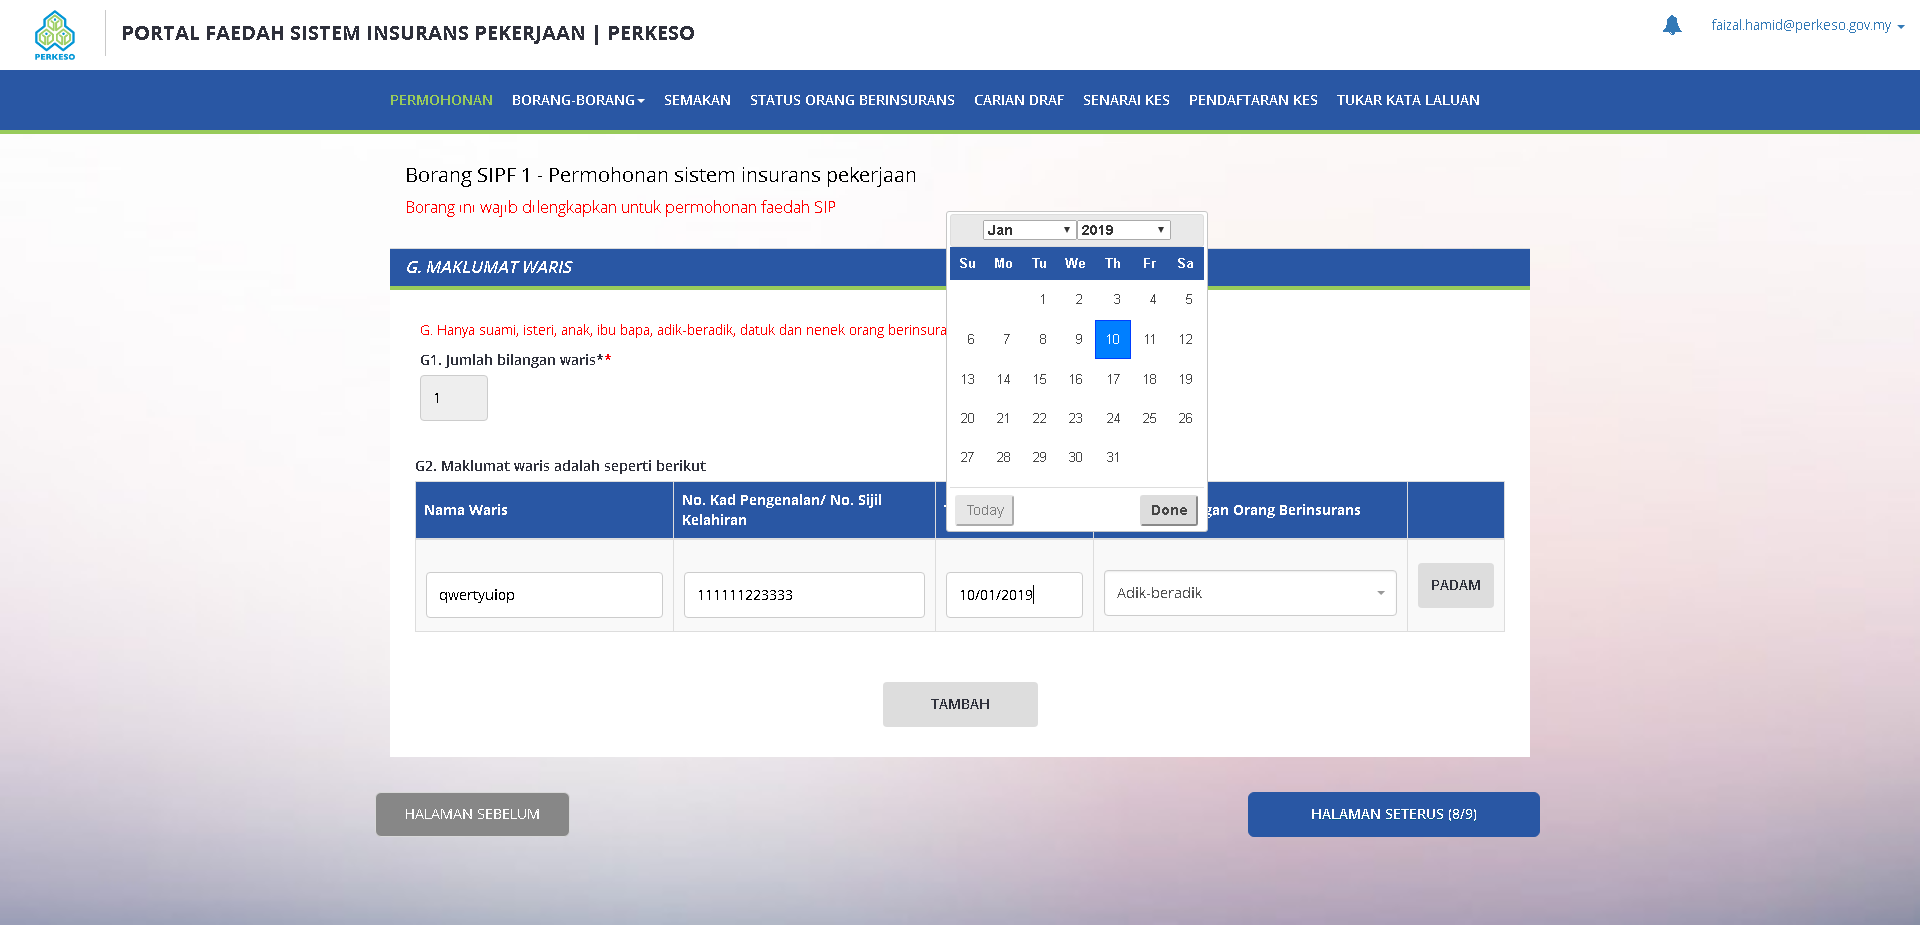 PERKESO
PORTAL FAEDAH SISTEM INSURANS PEKERJAAN | PERKESO
faizal.hamid@perkeso.gov.my
PERMOHONAN BORANG-BORANG SEMAKAN STATUS ORANG BERINSURANS CARIAN DRAF SENARAI KES PENDAFTARAN KES TUKAR KATA LALUAN
Borang SIPF 1 - Permohonan sistem insurans pekerjaan
Borang ini wajib dilengkapkan untuk permohonan faedah SIP
G. MAKLUMAT WARIS
Jan 2019
Su Mo Tu We Th Fr Sa
1 2 3 4 5
6 7 8 9 10 11 12
13 14 15 16 17 18 19
20 21 22 23 24 25 26
27 28 29 30 31
Today Done
G. Hanya suami, isteri, anak, ibu bapa, adik-beradik, datuk dan nenek orang
G1. Jumlah bilangan waris**
1
G2. Maklumat waris adalah seperti berikut
Nama Waris
No. Kad Pengenalan/ No. Sijil
Kelahiran
Orang Berinsurans
qwertyuiop
111111223333
10/01/2019
Adik-beradik
PADAM
TAMBAH
HALAMAN SEBELUM
HALAMAN SETERUS (8/9)